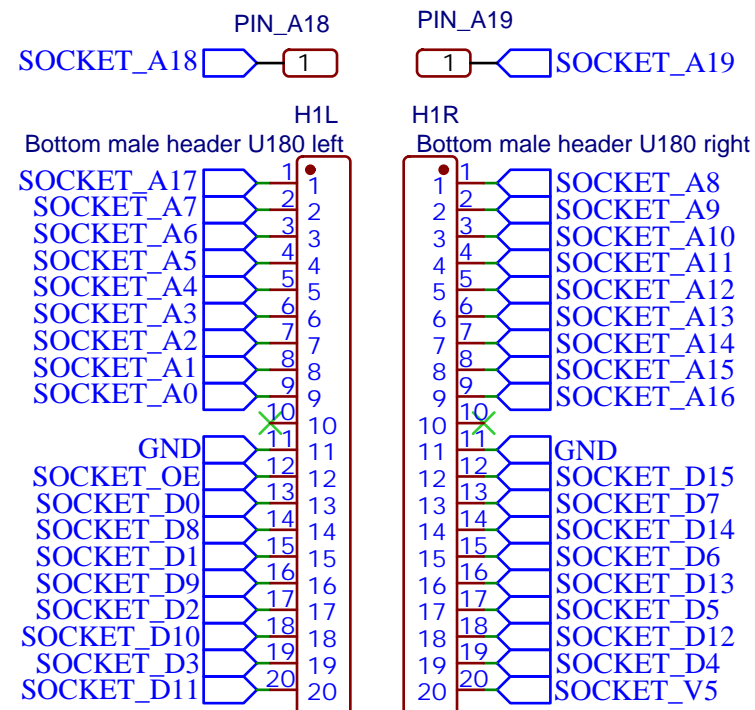 PIN_A18 PIN_A19
SOCKET_A18 1 1 SOCKET_A19
H1L H1R
Bottom male header U180 left Bottom male header U180 right
SOCKET_A17 1 1 1 1 SOCKET_A8
SOCKET_A7 2 2 2 2 SOCKET_A9
SOCKET_A6 3 3 3 3 SOCKET_A10
SOCKET_A5 4 4 4 4 SOCKET_A11
SOCKET_A4 5 5 5 5 SOCKET_A12
SOCKET_A3 6 6 6 6 SOCKET_A13
SOCKET_A2 7 7 7 7 SOCKET_A14
SOCKET_A1 8 8 8 8 SOCKET_A15
SOCKET_A0 9 9 9 9 SOCKET_A16
10 10 10 10
GND 11 11 11 11 GND
SOCKET_OE 12 12 12 12 SOCKET_D15
SOCKET_D0 13 13 13 13 SOCKET_D7
SOCKET_D8 14 14 14 14 SOCKET_D14
SOCKET_D1 15 15 15 15 SOCKET_D6
SOCKET_D9 16 16 16 16 SOCKET_D13
SOCKET_D2 17 17 17 17 SOCKET_D5
SOCKET_D10 18 18 18 18 SOCKET_D12
SOCKET_D3 19 19 19 19 SOCKET_D4
SOCKET_D11 20 20 20 20 SOCKET_V5